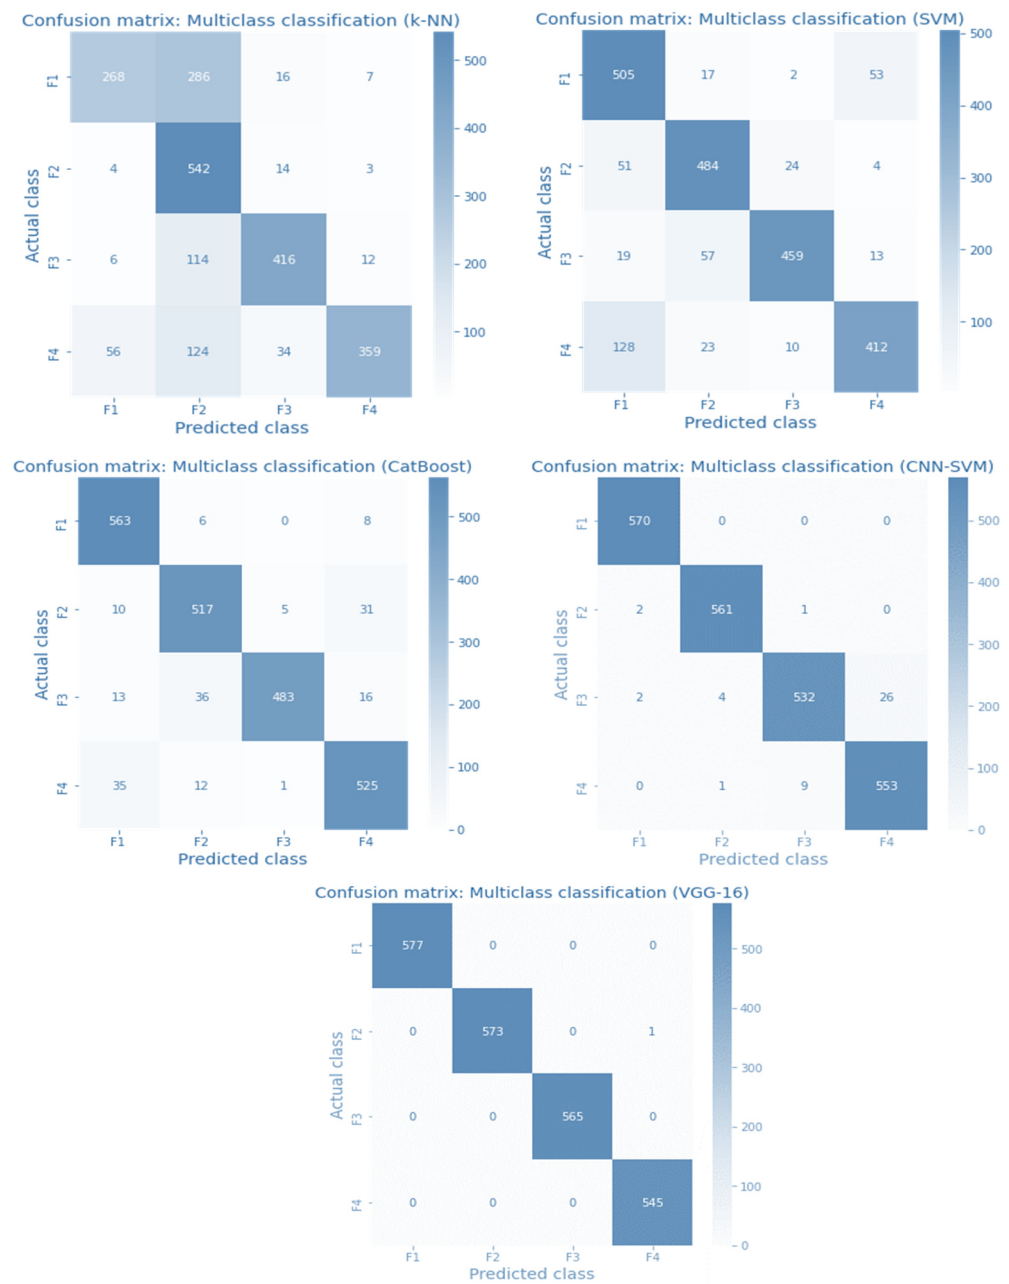 Confusion matrix: Multiclass classification (k-NN)
F1 268 286 16 7
F2 4 542 14 3
F3 6 114 416 12
F4 56 124 34 359
F1 F2 F3 F4
Predicted class
Actual class
500
400
300
200
100
Confusion matrix: Multiclass classification (SVM)
F1 505 17 2 53
F2 51 484 24 4
F3 19 57 459 13
F4 128 23 10 412
F1 F2 F3 F4
Predicted class
Actual class
500
400
300
200
100
Confusion matrix: Multiclass classification (CatBoost)
F1 563 6 0 8
F2 10 517 5 31
F3 13 36 483 16
F4 35 12 1 525
F1 F2 F3 F4
Predicted class
Actual class
500
400
300
200
100
0
Confusion matrix: Multiclass classification (CNN-SVM)
F1 570 0 0 0
F2 2 561 1 0
F3 2 4 532 26
F4 0 1 9 553
F1 F2 F3 F4
Predicted class
Actual class
500
400
300
200
100
0
Confusion matrix: Multiclass classification (VGG-16)
F1 577 0 0 0
F2 0 573 0 1
F3 0 0 565 0
F4 0 0 0 545
F1 F2 F3 F4
Predicted class
Actual class
500
400
300
200
100
0